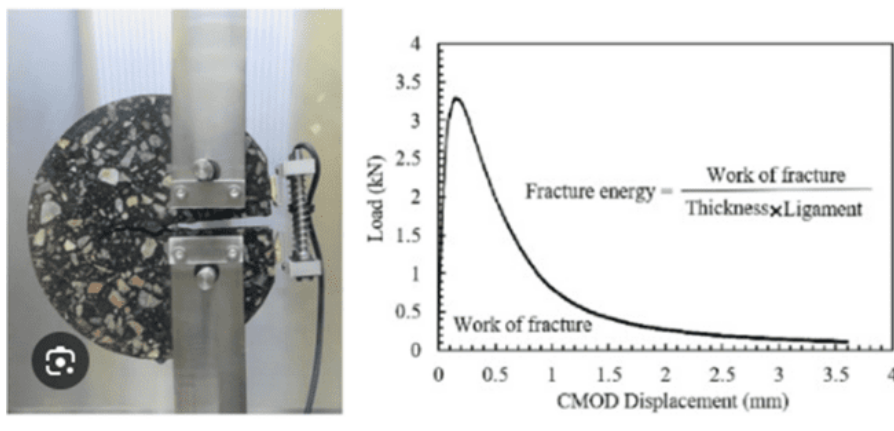 4
3.5
3
2.5
2
1.5
1
0.5
0
Load (kN)
Fracture energy = Work of fracture
Thickness×Ligament
Work of fracture
0 0.5 1 1.5 2 2.5 3 3.5 4
CMOD Displacement (mm)